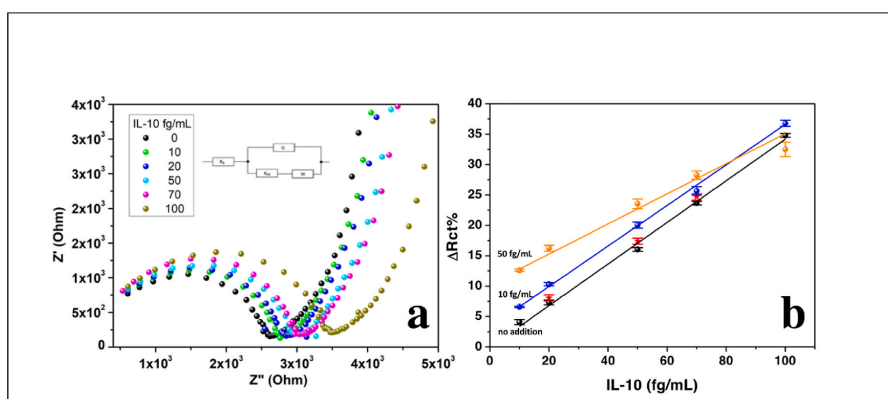 4x10³
3x10³
3x10³
2x10³
2x10³
1x10³
5x10²
0
Z' (Ohm)
IL-10 fg/mL
0
10
20
50
70
100
1x10³
2x10³
3x10³
4x10³
5x10³
Z'' (Ohm)
a
40
35
30
25
20
15
10
5
0
ΔRct%
50 fg/mL
10 fg/mL
no addition
0
20
40
60
80
100
IL-10 (fg/mL)
b